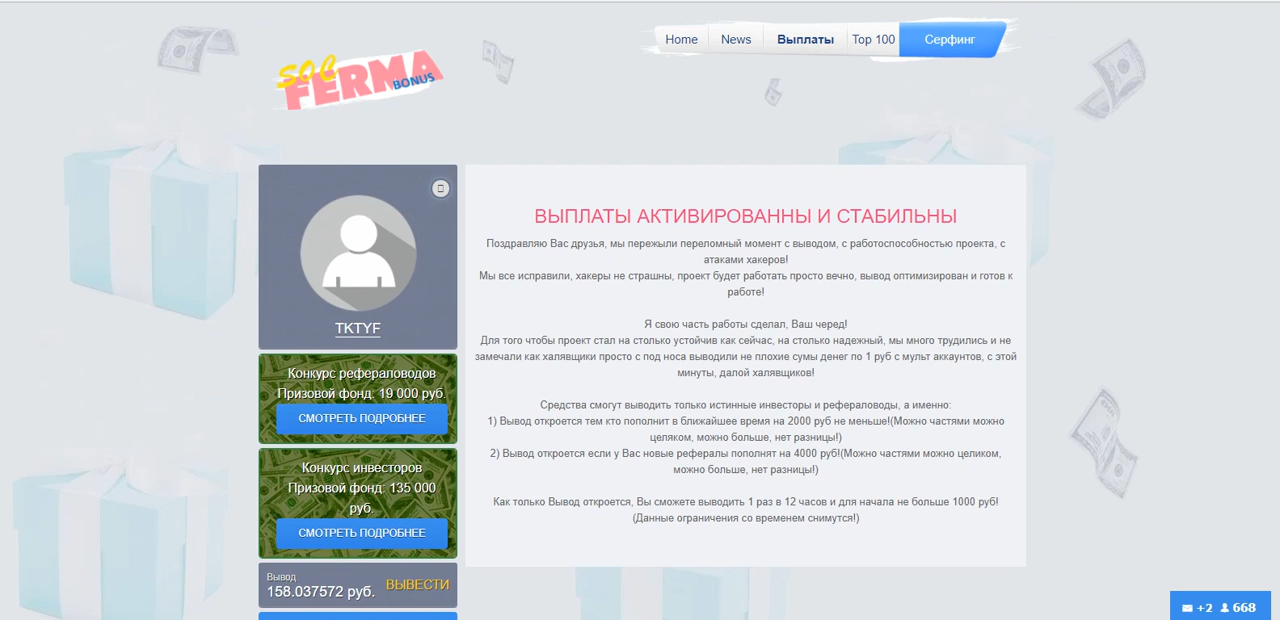 Home News Выплаты Top 100 Серфинг
SOC
FERMA
BONUS
TKTYF
Конкурс рефераловодов
Призовой фонд: 19 000 руб.
СМОТРЕТЬ ПОДРОБНЕЕ
Конкурс инвесторов
Призовой фонд: 135 000
руб.
СМОТРЕТЬ ПОДРОБНЕЕ
Вывод
158.037572 руб. ВЫВЕСТИ
ВЫПЛАТЫ АКТИВИРОВАННЫ И СТАБИЛЬНЫ
Поздравляю Вас друзья, мы пережыли переломный момент с выводом, с работоспособностью проекта, с
атаками хакеров!
Мы все исправили, хакеры не страшны, проект будет работать просто вечно, вывод оптимизирован и готов к
работе!
Я свою часть работы сделал, Ваш черед!
Для того чтобы проект стал на столько устойчив как сейчас, на столько надежный, мы много трудились и не
замечали как халявщики просто с под носа выводили не плохие сумы денег по 1 руб с мульт аккаунтов, с этой
минуты, далой халявщиков!
Средства смогут выводить только истинные инвесторы и рефераловоды, а именно:
1) Вывод откроется тем кто пополнит в ближайшее время на 2000 руб не меньше!(Можно частями можно
целяком, можно больше, нет разницы!)
2) Вывод откроется если у Вас новые рефералы пополнят на 4000 руб!(Можно частями можно целиком,
можно больше, нет разницы!)
Как только Вывод откроется, Вы сможете выводить 1 раз в 12 часов и для начала не больше 1000 руб!
(Данные ограничения со временем снимутся!)
+2 668